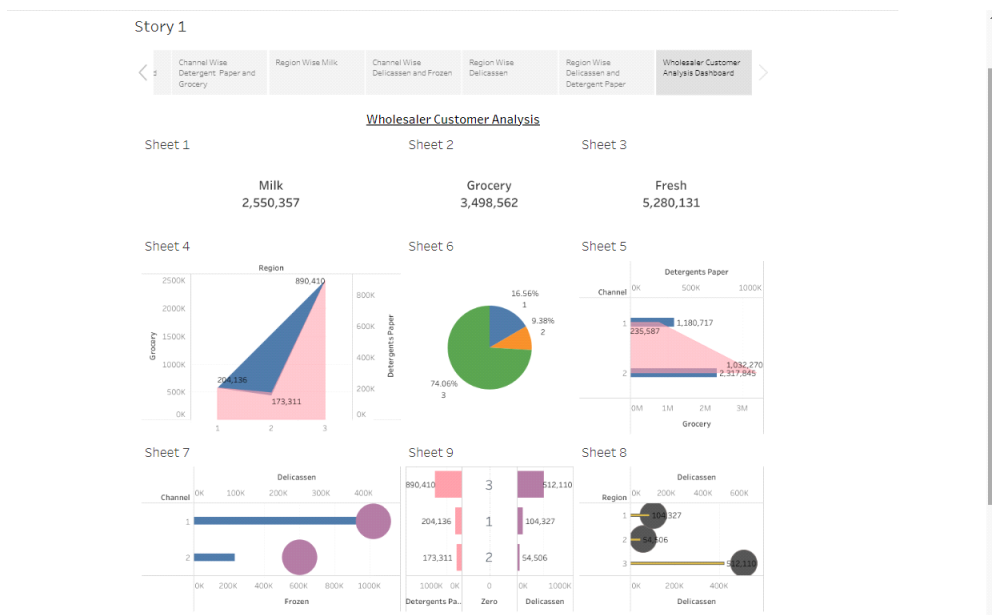 Story 1
Channel Wise
Detergent Paper and
Grocery
Region Wise Milk
Channel Wise
Delicassen and Frozen
Region Wise
Delicassen
Region Wise
Delicassen and
Detergent Paper
Wholesaler Customer
Analysis Dashboard
Wholesaler Customer Analysis
Sheet 1
Sheet 2
Sheet 3
Milk
2,550,357
Grocery
3,498,562
Fresh
5,280,131
Sheet 4
Region
2500K
2000K
1500K
1000K
500K
0K
Grocery
890,410
204,136
173,311
800K
600K
400K
200K
0K
Detergents Paper
1 2 3
Sheet 6
16.56%
1
9.38%
2
74.06%
3
Sheet 5
Detergents Paper
Channel
0K 500K 1000K
1
1,180,717
235,587
2
1,032,270
2,317,845
0M 1M 2M 3M
Grocery
Sheet 7
Delicassen
Channel
0K 100K 200K 300K 400K
1
2
0K 200K 400K 600K 800K 1000K
Frozen
Sheet 9
890,410 3 512,110
204,136 1 104,327
173,311 2 54,506
1000K 0K 0 0K 1000K
Detergents Pa.. Zero Delicassen
Sheet 8
Delicassen
Region
0K 200K 400K 600K
1 104,327
2 54,506
3 512,110
0K 200K 400K
Delicassen